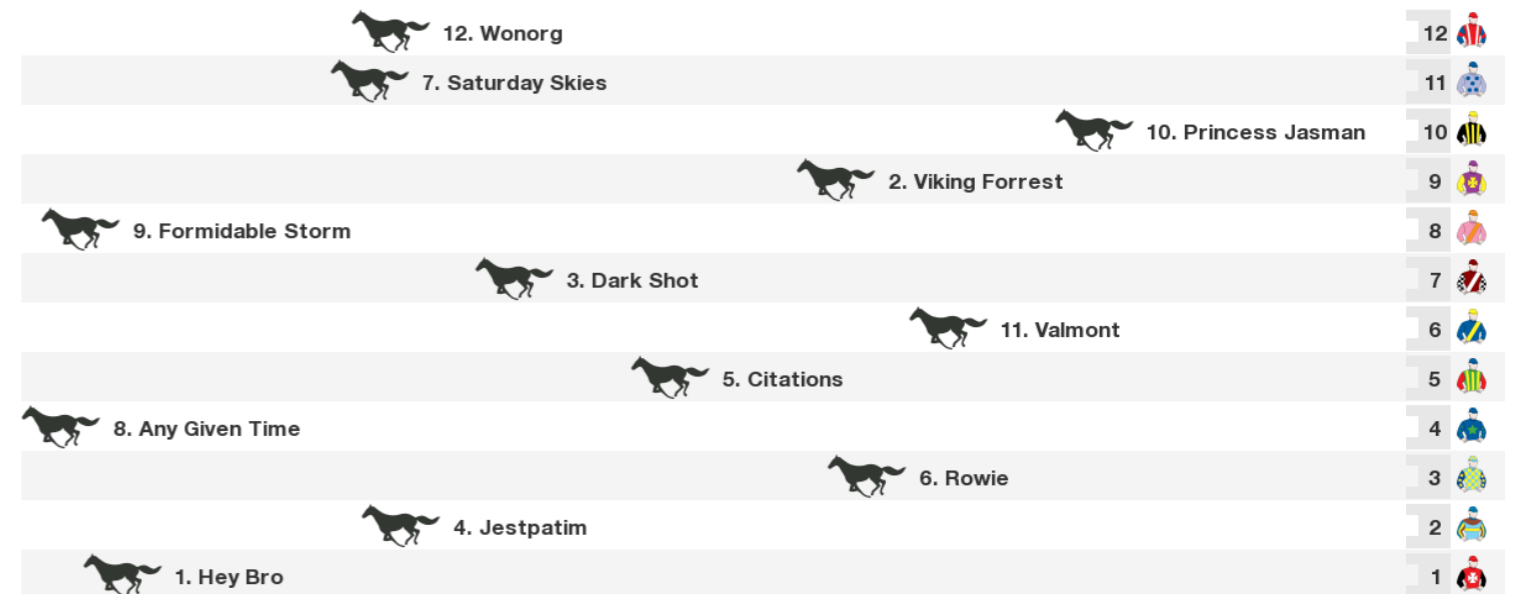 12. Wonorg 12
7. Saturday Skies 11
10. Princess Jasman 10
2. Viking Forrest 9
9. Formidable Storm 8
3. Dark Shot 7
11. Valmont 6
5. Citations 5
8. Any Given Time 4
6. Rowie 3
4. Jestpatim 2
1. Hey Bro 1